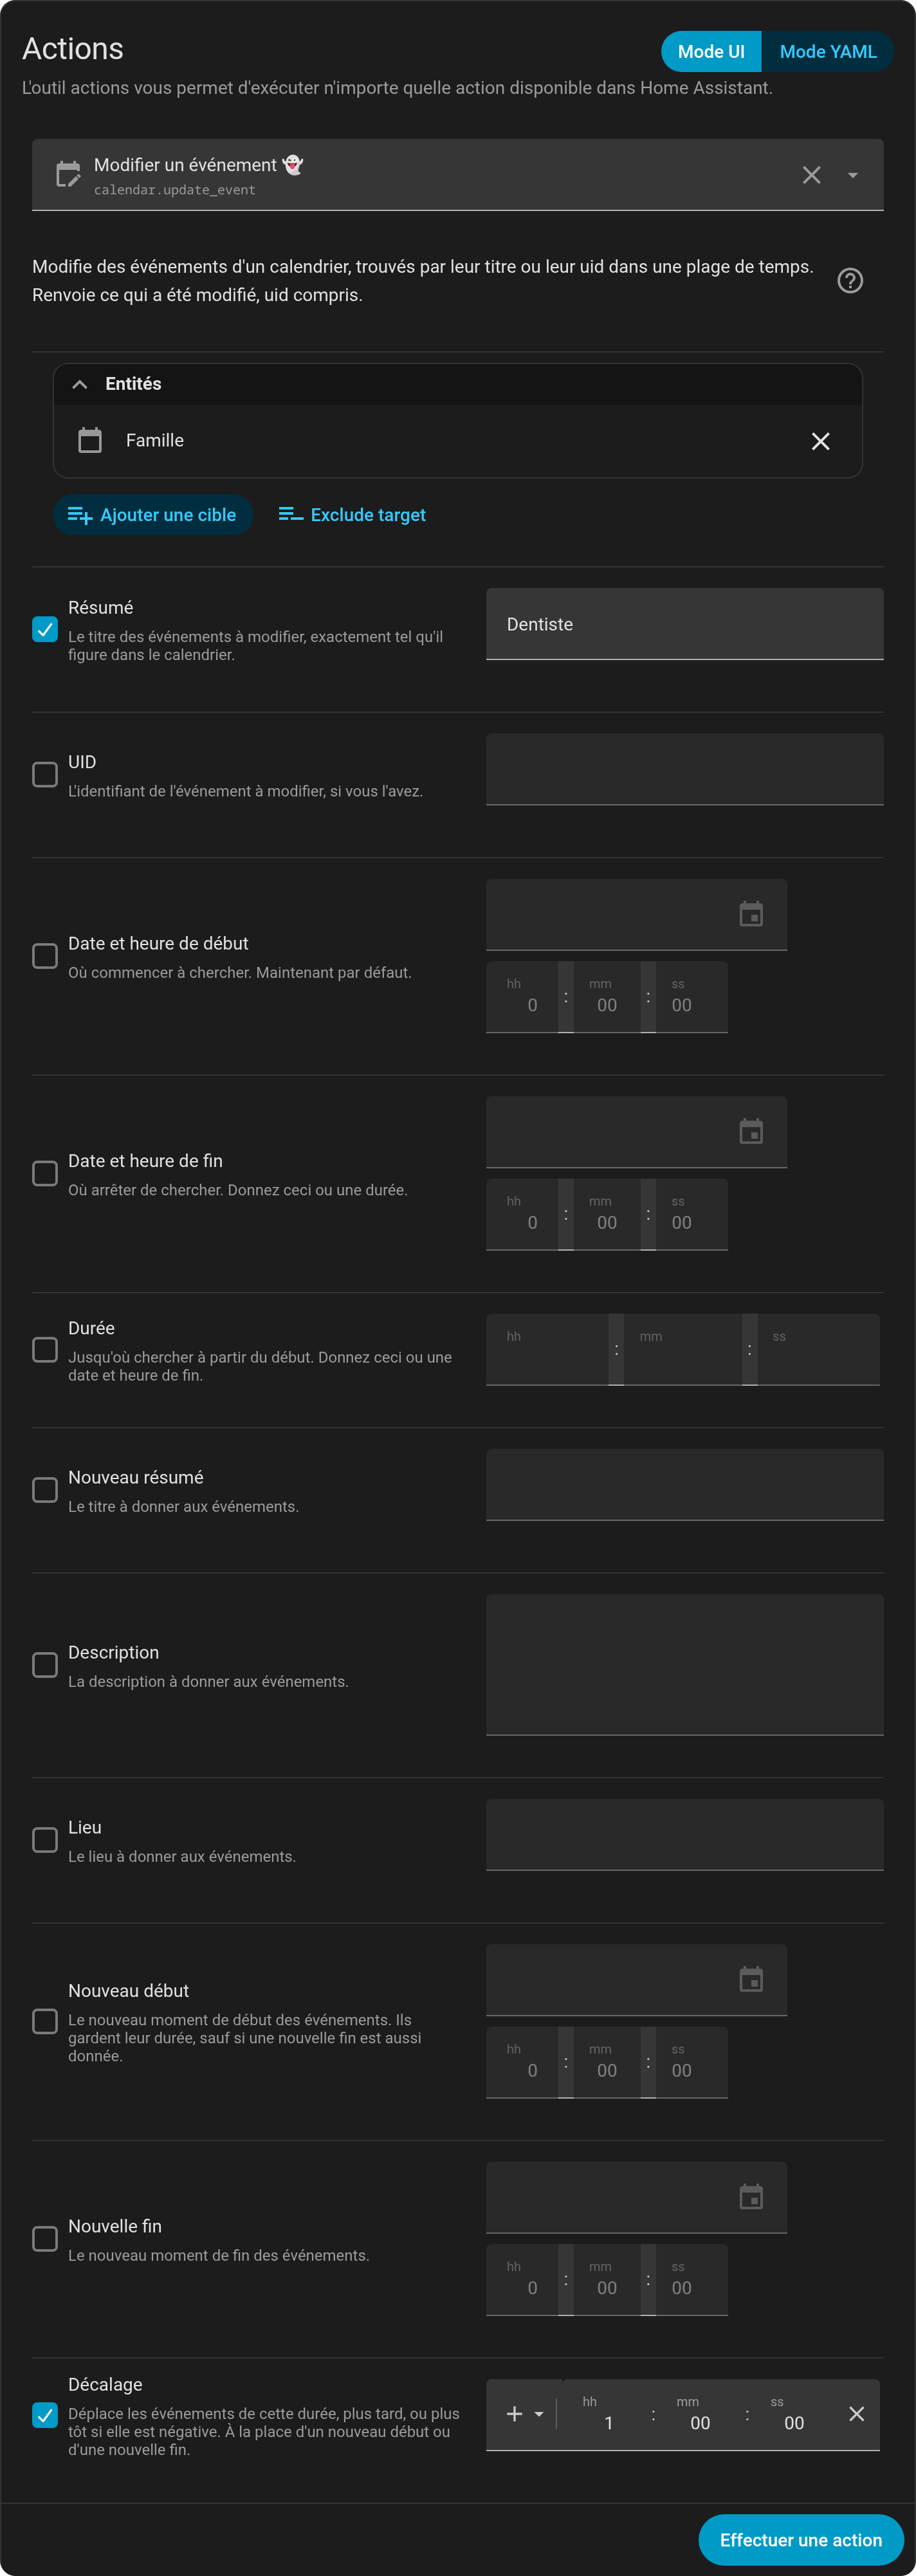 Actions
Mode UI
Mode YAML
L'outil actions vous permet d'exécuter n'importe quelle action disponible dans Home Assistant.
Modifier un événement 👻
calendar.update_event
Modifie des événements d'un calendrier, trouvés par leur titre ou leur uid dans une plage de temps.
Renvoie ce qui a été modifié, uid compris.
Entités
Famille
Ajouter une cible
Exclude target
Résumé
Le titre des événements à modifier, exactement tel qu'il
figure dans le calendrier.
Dentiste
UID
L'identifiant de l'événement à modifier, si vous l'avez.
Date et heure de début
Où commencer à chercher. Maintenant par défaut.
hh : mm : ss
0 00 00
Date et heure de fin
Où arrêter de chercher. Donnez ceci ou une durée.
hh : mm : ss
0 00 00
Durée
Jusqu'où chercher à partir du début. Donnez ceci ou une
date et heure de fin.
hh : mm : ss
Nouveau résumé
Le titre à donner aux événements.
Description
La description à donner aux événements.
Lieu
Le lieu à donner aux événements.
Nouveau début
Le nouveau moment de début des événements. Ils
gardent leur durée, sauf si une nouvelle fin est aussi
donnée.
hh : mm : ss
0 00 00
Nouvelle fin
Le nouveau moment de fin des événements.
hh : mm : ss
0 00 00
Décalage
Déplace les événements de cette durée, plus tard, ou plus
tôt si elle est négative. À la place d'un nouveau début ou
d'une nouvelle fin.
+ hh : mm : ss
1 00 00
Effectuer une action